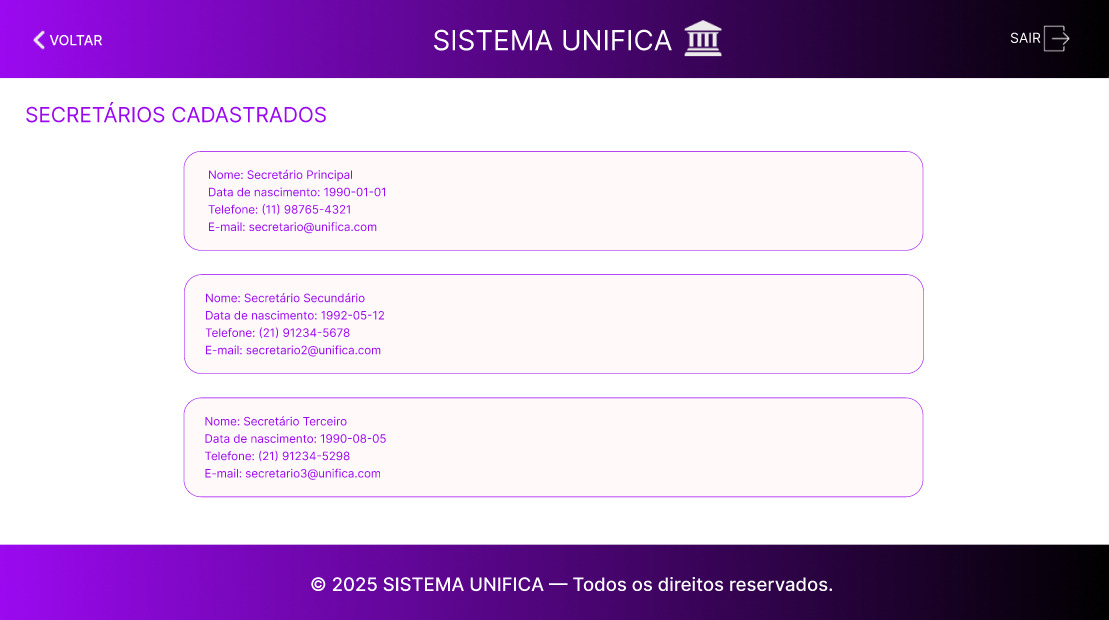 VOLTAR
SISTEMA UNIFICA
SAIR
SECRETÁRIOS CADASTRADOS
Nome: Secretário Principal
Data de nascimento: 1990-01-01
Telefone: (11) 98765-4321
E-mail: secretario@unifica.com
Nome: Secretário Secundário
Data de nascimento: 1992-05-12
Telefone: (21) 91234-5678
E-mail: secretario2@unifica.com
Nome: Secretário Terceiro
Data de nascimento: 1990-08-05
Telefone: (21) 91234-5298
E-mail: secretario3@unifica.com
© 2025 SISTEMA UNIFICA — Todos os direitos reservados.